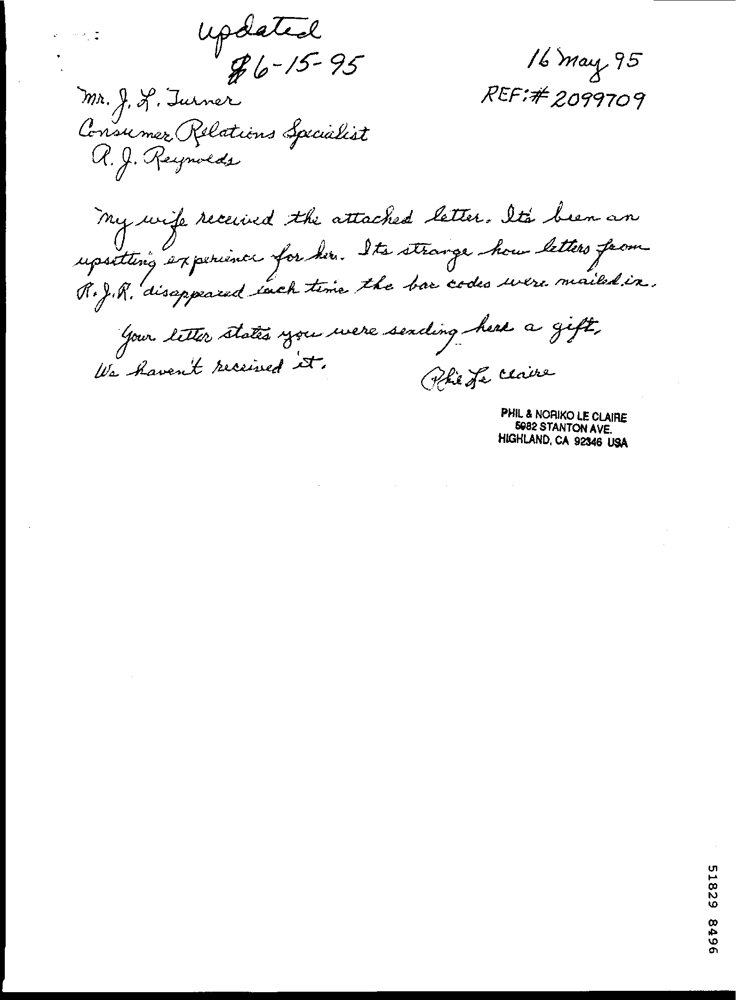 updated
6-15-95
16 May 95
REF:# 2099709
Mr. J. L. Turner
Consumer Relations Specialist
R. J. Reynolds
My wife received the attached letter. It's been an
upsetting experience for her. Its strange how letters from
R.J.R. disappeared each time the bar codes were mailed in.
Your letter states you were sending here a gift,
We haven't received it.
Phil Le Claire
PHIL & NORIKO LE CLAIRE
5982 STANTON AVE.
HIGHLAND, CA 92346 USA
51829 8496